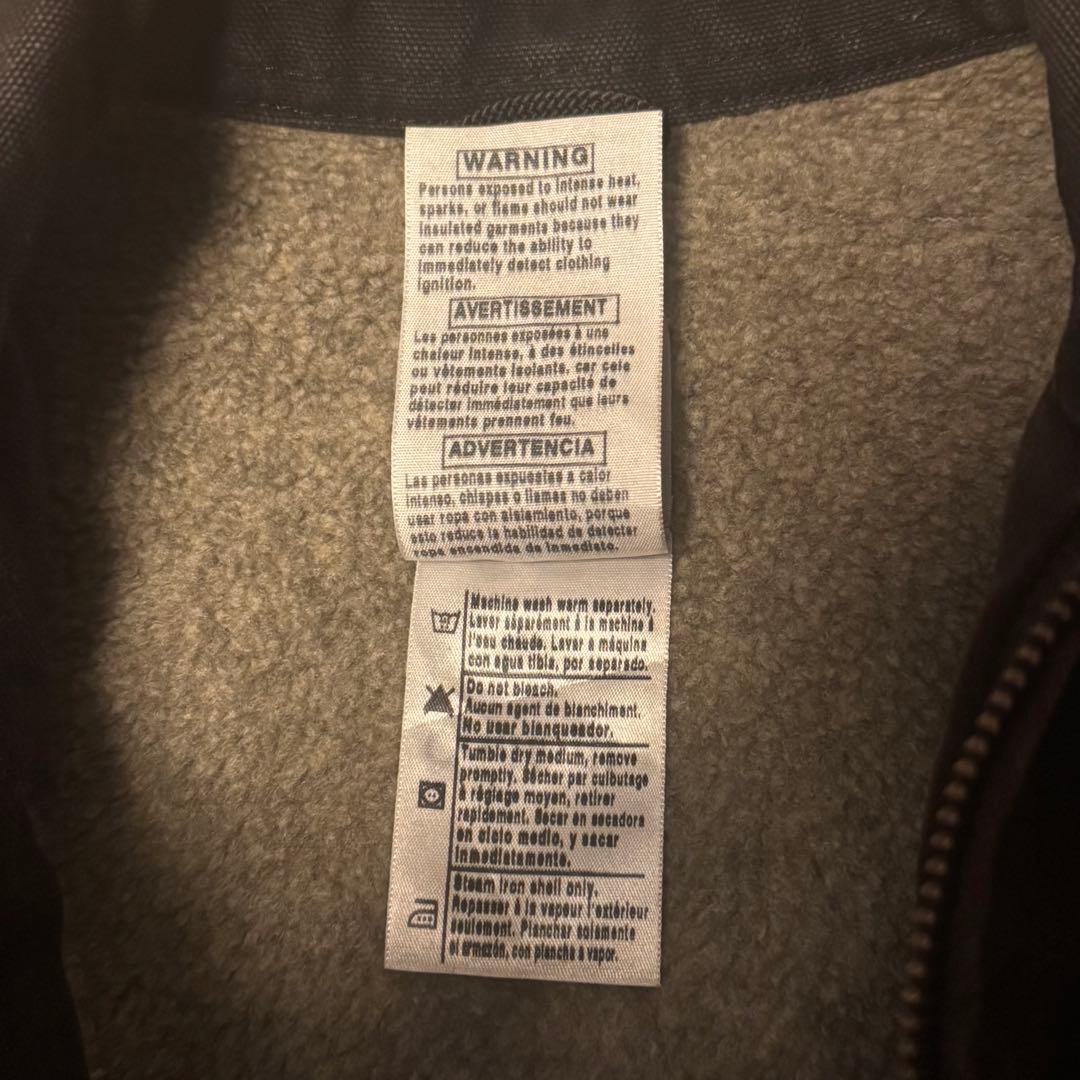 WARNING
Persons exposed to intense heat,
sparks, or flame should not wear
insulated garments because they
can reduce the ability to
immediately detect clothing
ignition.
AVERTISSEMENT
Les personnes exposées à une
chaleur intense, à des étincelles
ou vêtements isolants, car cele
peut réduire leur capacité de
détecter immédiatement que leurs
vêtements prennent feu.
ADVERTENCIA
Las personas expuestas a calor
intenso, chispas o llamas no deben
usar ropa con aislamiento, porque
esto reduce la habilidad de detectar
ropa encendida de inmediato.
Machine wash warm separately.
Laver séparément à la machine à
l'eau chaude. Lavar a máquina
con agua tibia, por separado.
Do not bleach.
Aucun agent de blanchiment.
No usar blanqueador.
Tumble dry medium, remove
promptly. Sécher par culbutage
à réglage moyen, retirer
rapidement. Secar en secadora
en ciclo medio, y sacar
inmediatamente.
Steam iron shell only.
Repasser à la vapeur l'extérieur
seulement. Planchar solamente
el armazón, con plancha a vapor.